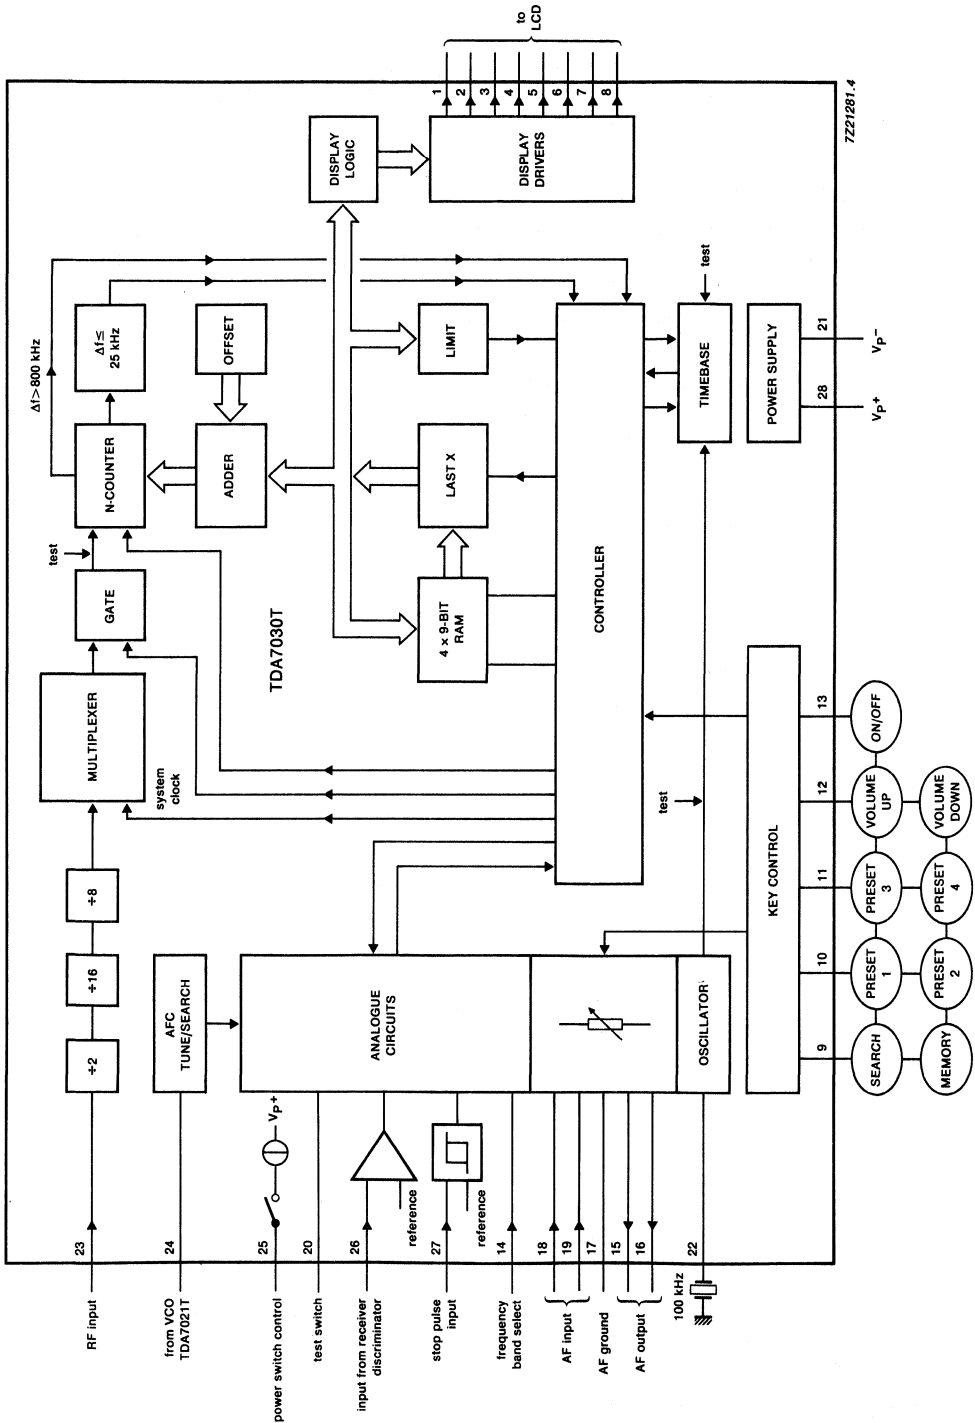 to
LCD
1
2
3
4
5
6
7
8
7Z21281.4
DISPLAY
LOGIC
DISPLAY
DRIVERS
Δf>800 kHz
Δf≤
25 kHz
OFFSET
LIMIT
test
TIMEBASE
POWER SUPPLY
21
VP−
28
VP+
N-COUNTER
ADDER
LAST X
test
GATE
TDA7030T
4 x 9-BIT
RAM
CONTROLLER
MULTIPLEXER
system
clock
test
KEY CONTROL
13
ON/OFF
12
VOLUME
UP
VOLUME
DOWN
11
PRESET
3
PRESET
4
10
PRESET
1
PRESET
2
9
SEARCH
MEMORY
÷8
÷16
÷2
AFC
TUNE/SEARCH
ANALOGUE
CIRCUITS
OSCILLATOR
VP+
reference
reference
23
24
25
20
26
27
14
18
19
17
15
16
22
RF input
from VCO
TDA7021T
power switch control
test switch
input from receiver
discriminator
stop pulse
input
frequency
band select
AF input
AF ground
AF output
100 kHz